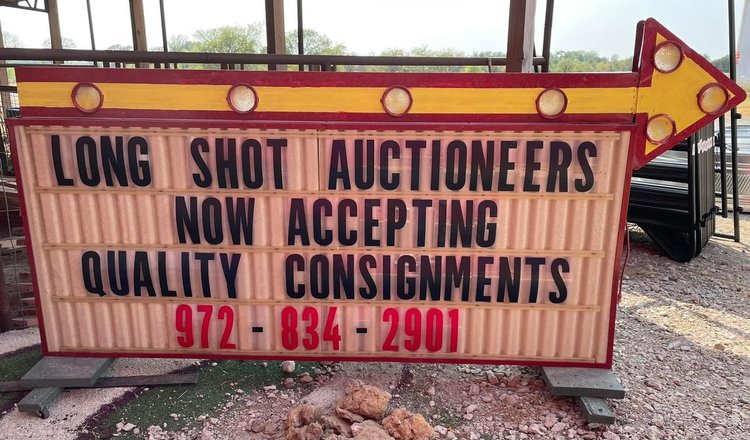 LONG SHOT AUCTIONEERS
NOW ACCEPTING
QUALITY CONSIGNMENTS
972 - 834 - 2901